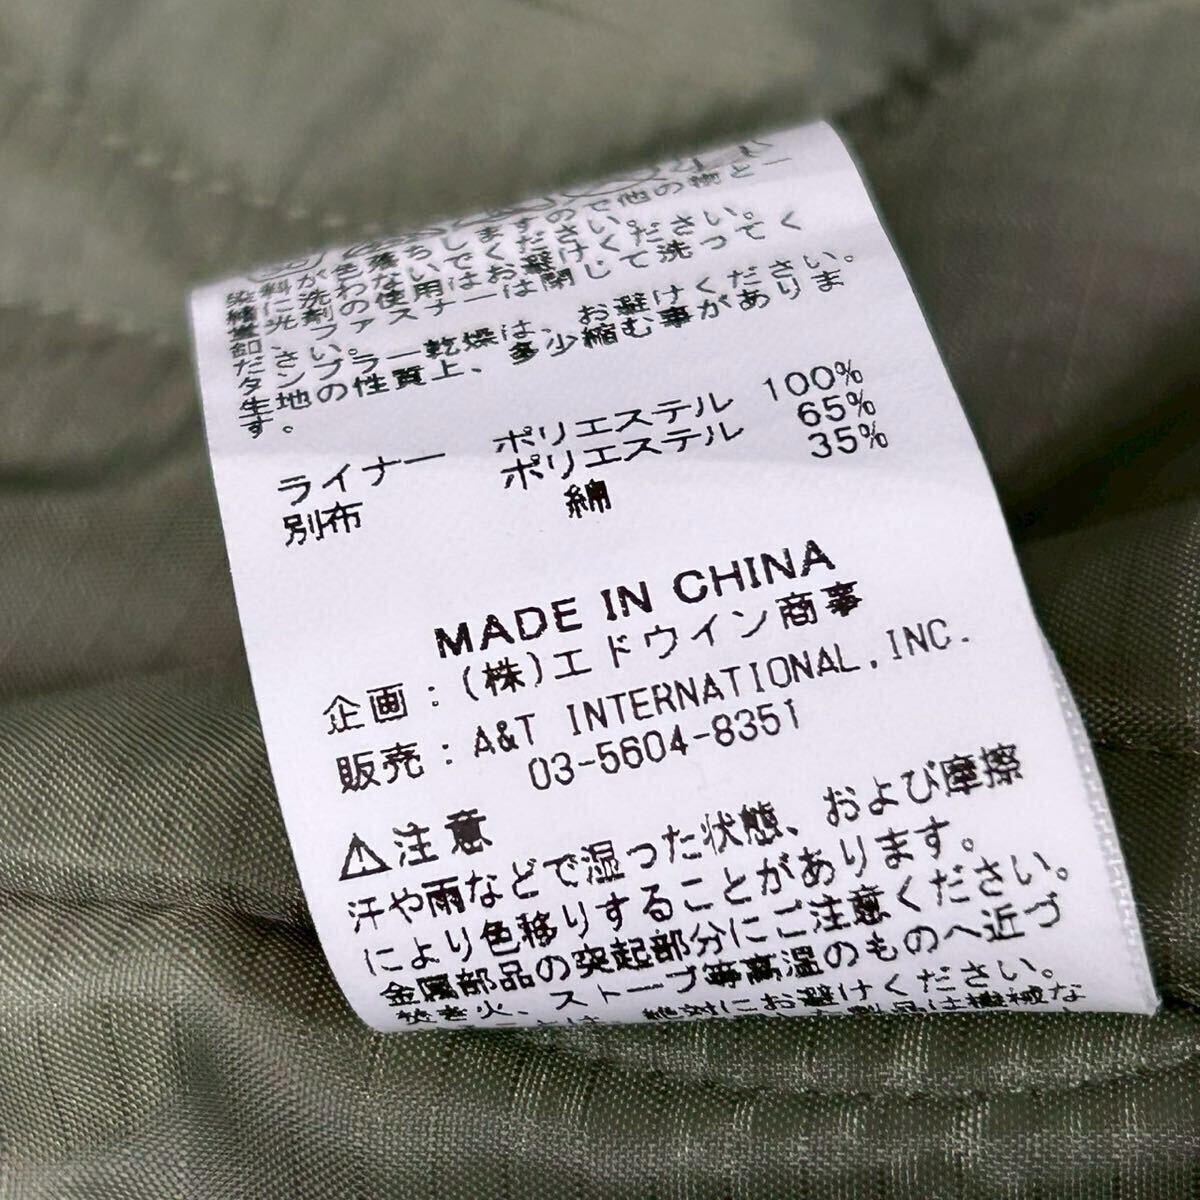 が色落ちしますので他の物と一
に洗わないでください。
光剤の使用はお避けください。
ファスナーは閉じて洗ってく
ださい。
タンブラー乾燥は、お避けください。
生地の性質上、多少縮む事がありま
す。
ライナー ポリエステル 100%
別布 ポリエステル 65%
綿 35%
MADE IN CHINA
企画：(株)エドウイン商事
販売：A&T INTERNATIONAL,INC.
03-5604-8351
⚠注意
汗や雨などで湿った状態、および摩擦
により色移りすることがあります。
金属部品の突起部分にご注意ください。
焚き火、ストーブ等高温のものへ近づ
絶対にお避けください。